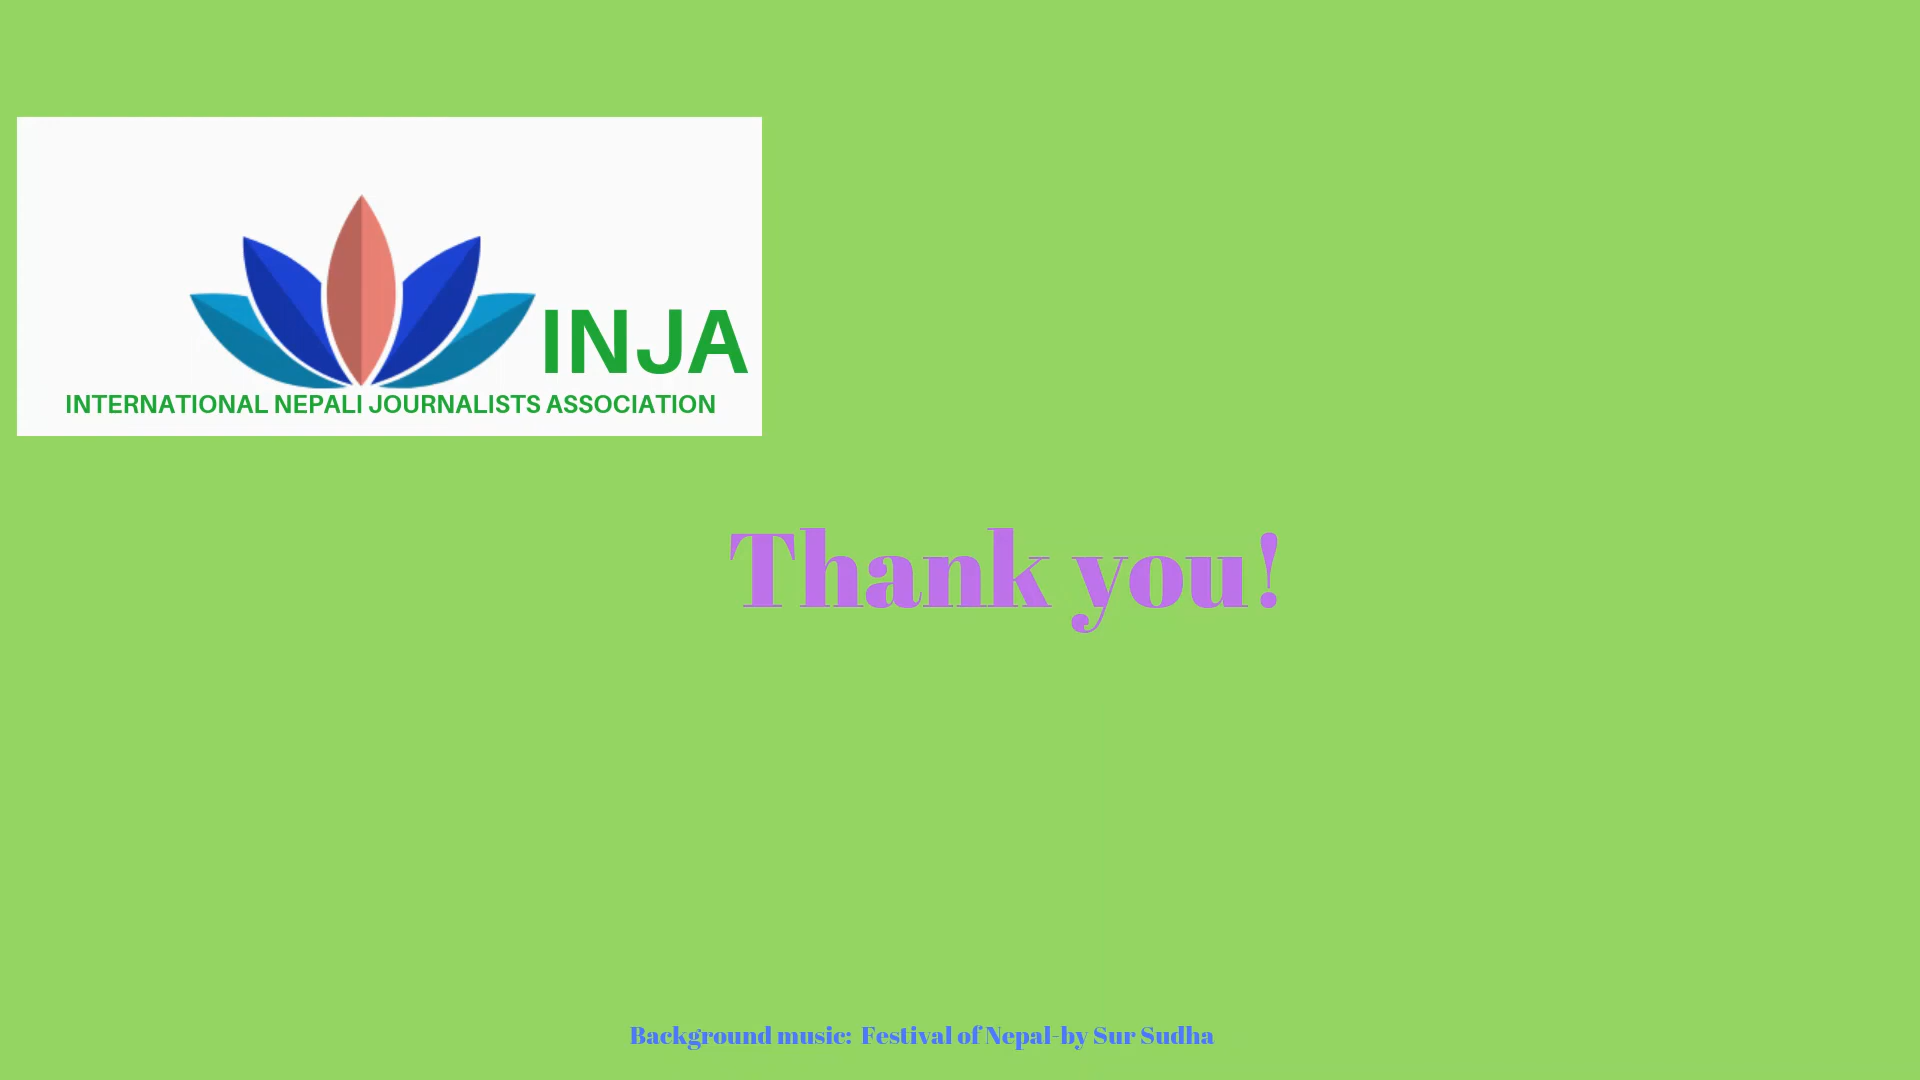 INJA
INTERNATIONAL NEPALI JOURNALISTS ASSOCIATION
Thank you!
Background music: Festival of Nepal-by Sur Sudha